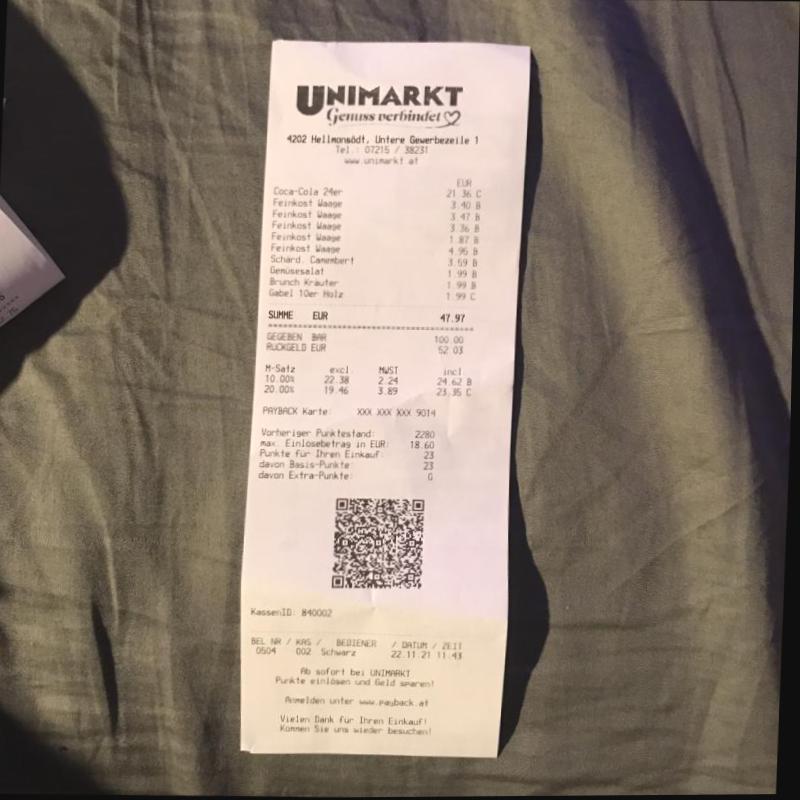 UNIMARKT
Genuss verbindet
4202 Hellmonsödt, Untere Gewerbezeile 1
Tel.: 07215 / 38231
www.unimarkt.at
EUR
Coca-Cola 24er 21.36 C
Feinkost Waage 3.40 B
Feinkost Waage 3.47 B
Feinkost Waage 3.36 B
Feinkost Waage 1.87 B
Feinkost Waage 4.95 B
Schärd. Camembert 3.59 B
Gemüsesalat 1.99 B
Brunch Kräuter 1.99 B
Gabel 10er Holz 1.99 C
SUMME EUR 47.97
GEGEBEN BAR 100.00
RÜCKGELD EUR 52.03
M-Satz excl. MWST incl.
10.00% 22.38 2.24 24.62 B
20.00% 19.46 3.89 23.35 C
PAYBACK Karte: XXX XXX XXX 9014
Vorheriger Punktestand: 2280
max. Einlösebetrag in EUR: 18.60
Punkte für Ihren Einkauf: 23
davon Basis-Punkte: 23
davon Extra-Punkte: 0
KassenID: 840002
BEL NR / KAS / BEDIENER / DATUM / ZEIT
0504 002 Schwarz 22.11.21 11.43
Ab sofort bei UNIMARKT
Punkte einlösen und Geld sparen!
Anmelden unter www.payback.at
Vielen Dank für Ihren Einkauf!
Kommen Sie uns wieder besuchen!